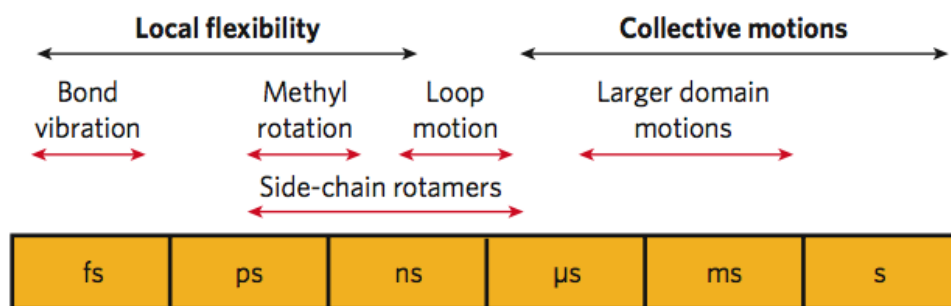 Local flexibility
Collective motions
Bond
vibration
Methyl
rotation
Loop
motion
Larger domain
motions
Side-chain rotamers
fs
ps
ns
µs
ms
s